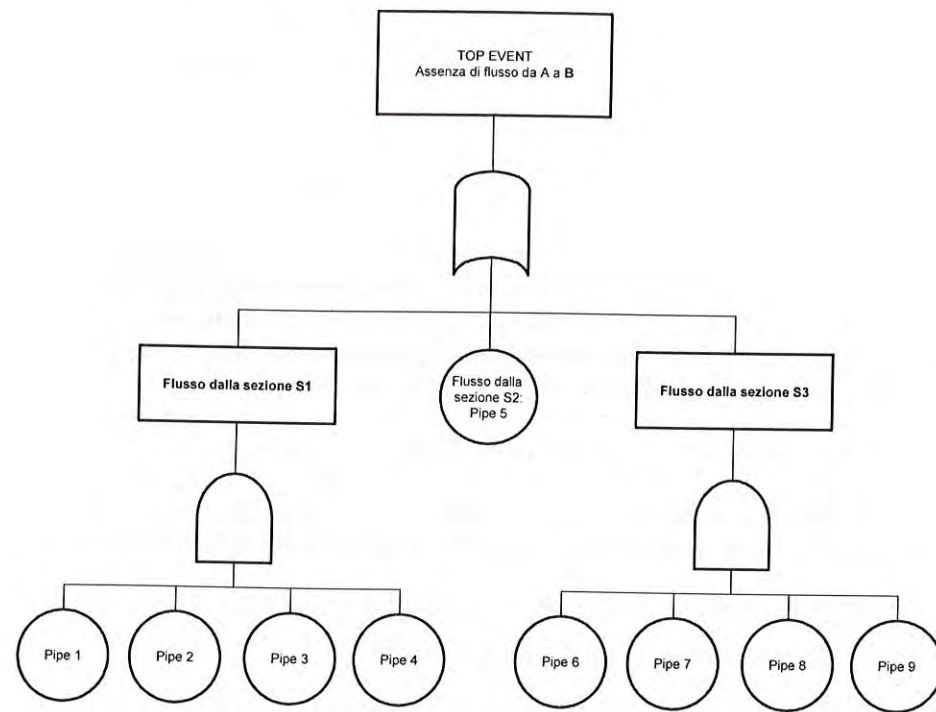 TOP EVENT
Assenza di flusso da A a B
Flusso dalla sezione S1
Flusso dalla
sezione S2:
Pipe 5
Flusso dalla sezione S3
Pipe 1
Pipe 2
Pipe 3
Pipe 4
Pipe 6
Pipe 7
Pipe 8
Pipe 9